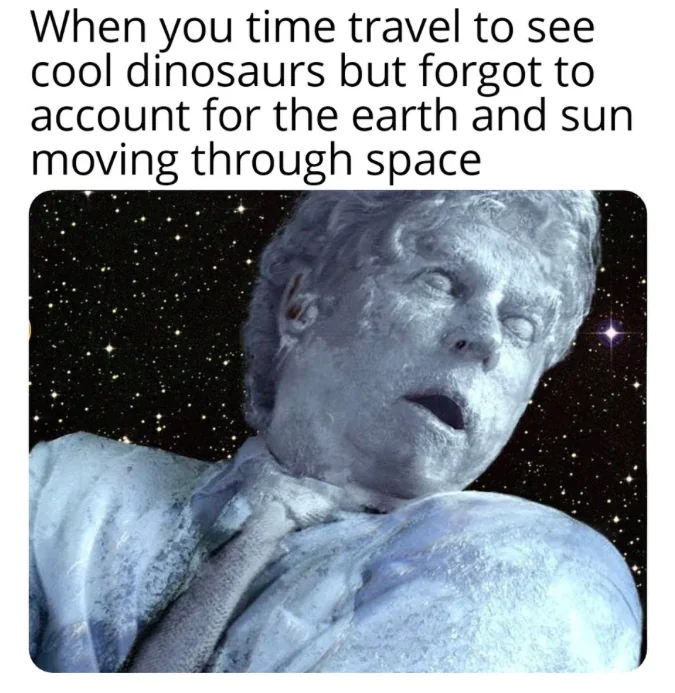 When you time travel to see
cool dinosaurs but forgot to
account for the earth and sun
moving through space